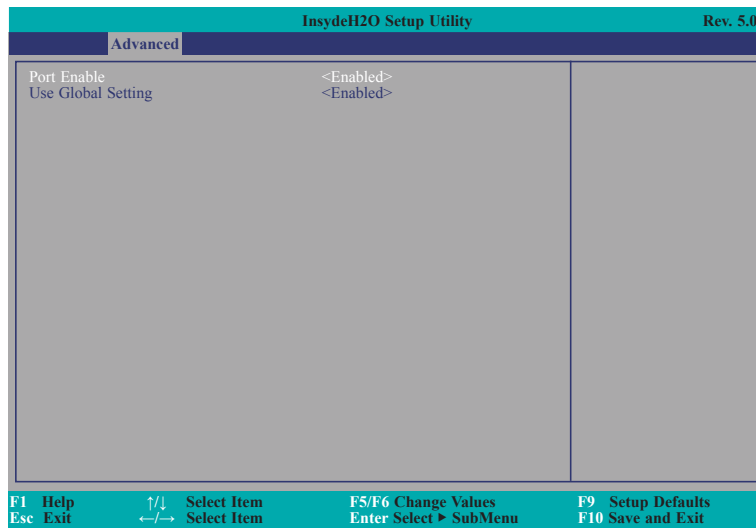 InsydeH2O Setup Utility Rev. 5.0
Advanced
Port Enable <Enabled>
Use Global Setting <Enabled>
F1 Help ↑/↓ Select Item F5/F6 Change Values F9 Setup Defaults
Esc Exit ←/→ Select Item Enter Select ▶ SubMenu F10 Save and Exit